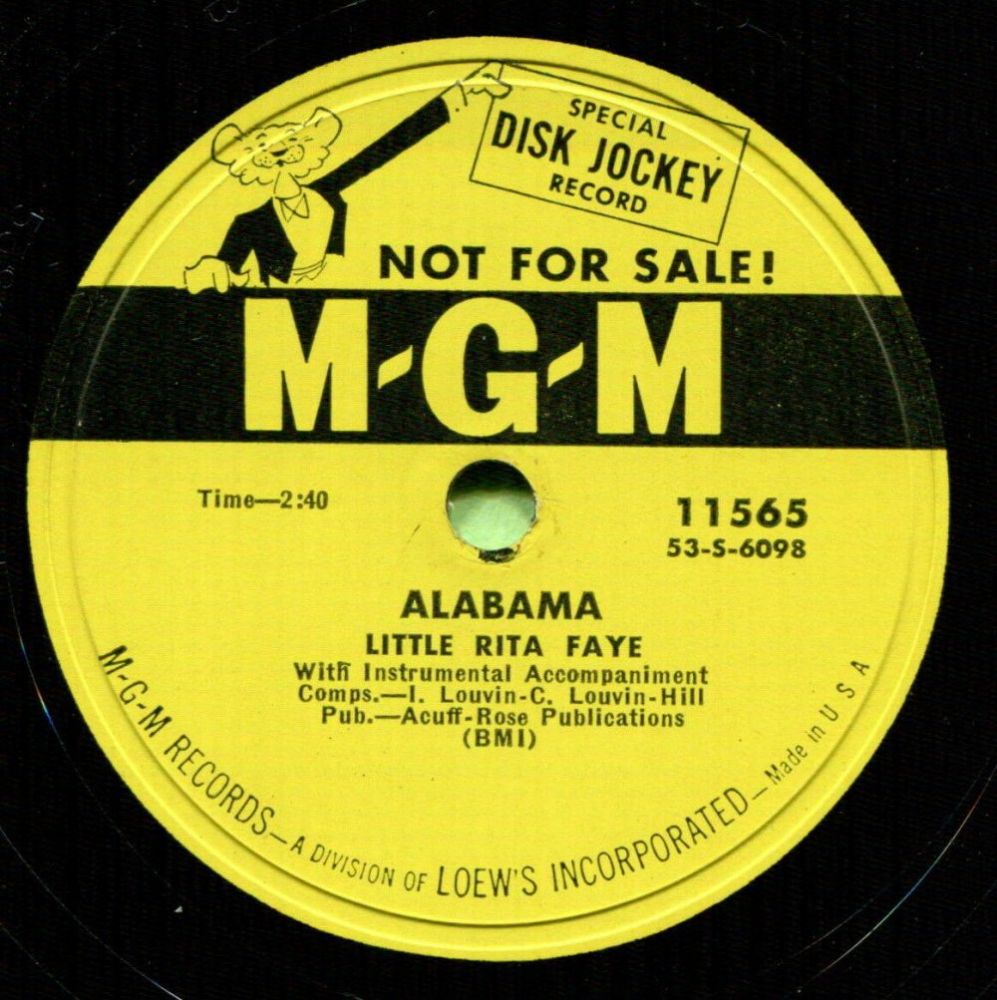 SPECIAL
DISK JOCKEY
RECORD
NOT FOR SALE!
M-G-M
Time—2:40
11565
53-S-6098
ALABAMA
LITTLE RITA FAYE
With Instrumental Accompaniment
Comps.—I. Louvin-C. Louvin-Hill
Pub.—Acuff-Rose Publications
(BMI)
M-G-M RECORDS—A DIVISION OF LOEW'S INCORPORATED—Made in U S A